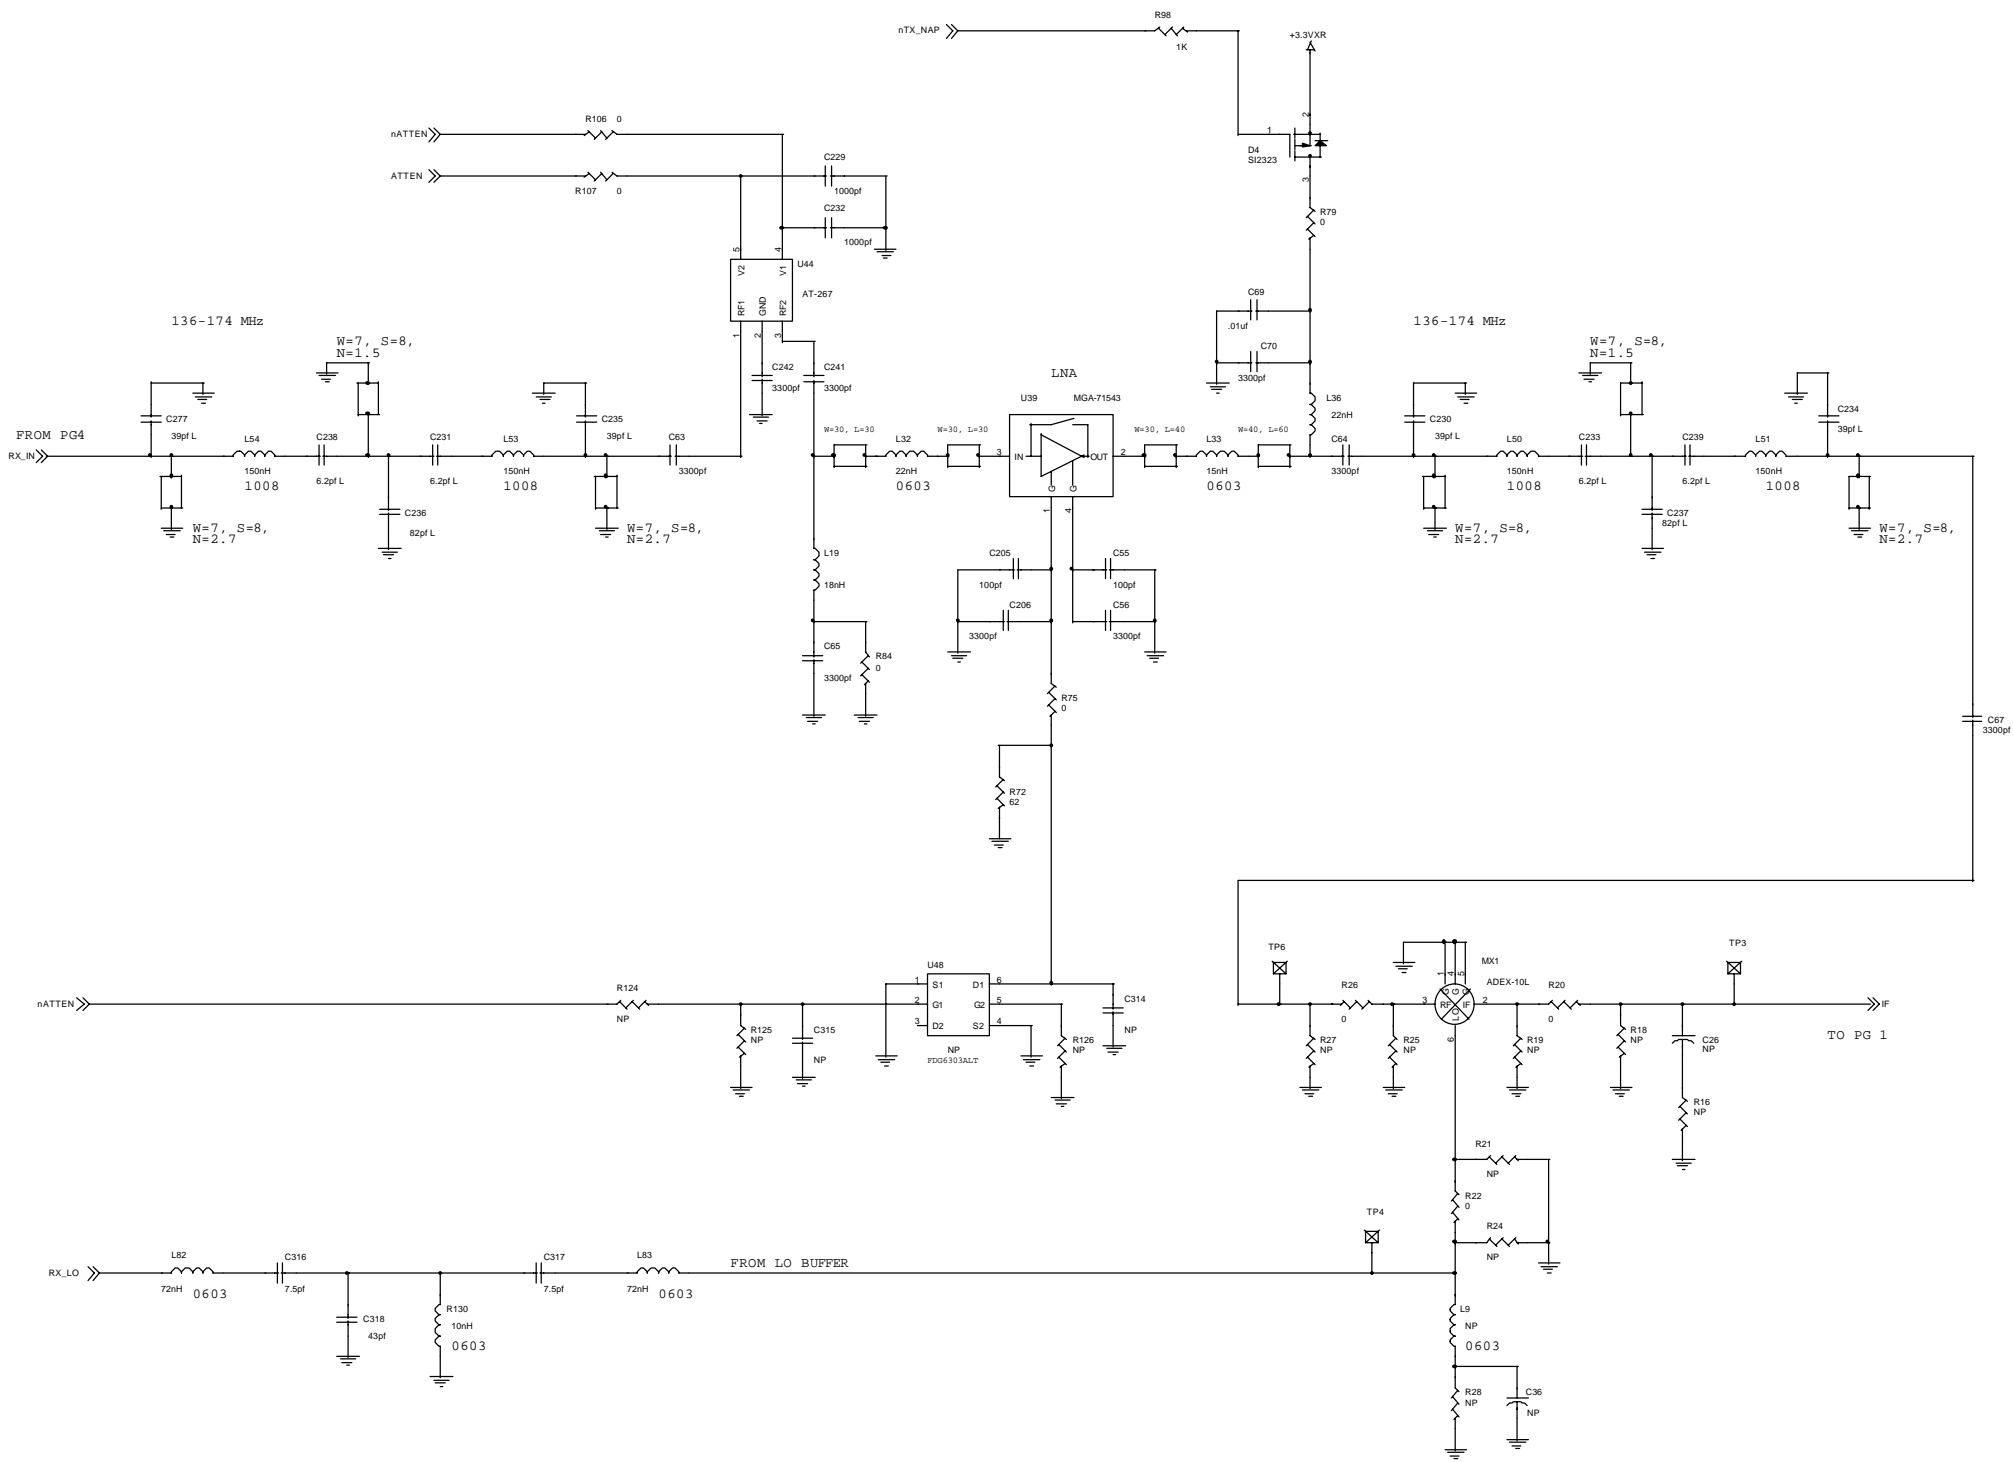 nTX_NAP
R98
1K
+3.3VXR
1
2
D4
SI2323
3
R79
0
nATTEN
R106 0
ATTEN
R107 0
C229
1000pf
C232
1000pf
5
4
V2
V1
U44
AT-267
RF1
GND
RF2
1
2
3
C242
3300pf
C241
3300pf
136-174 MHz
W=7, S=8,
N=1.5
C277
39pf L
FROM PG4
RX_IN
L54
150nH
1008
C238
6.2pf L
C231
6.2pf L
L53
150nH
1008
C235
39pf L
C63
3300pf
W=7, S=8,
N=2.7
C236
82pf L
W=7, S=8,
N=2.7
C69
.01uf
C70
3300pf
L36
22nH
LNA
U39
MGA-71543
W=30, L=30
L32
22nH
0603
W=30, L=30
3
IN
OUT
2
G
G
1
4
W=30, L=40
L33
15nH
0603
W=40, L=60
C64
3300pf
136-174 MHz
W=7, S=8,
N=1.5
C230
39pf L
L50
150nH
1008
C233
6.2pf L
C239
6.2pf L
L51
150nH
1008
C234
39pf L
W=7, S=8,
N=2.7
C237
82pf L
W=7, S=8,
N=2.7
L19
18nH
C65
3300pf
R84
0
C205
100pf
C206
3300pf
C55
100pf
C56
3300pf
R75
0
R72
62
C67
3300pf
nATTEN
R124
NP
R125
NP
C315
NP
U48
1
S1
D1
6
2
G1
G2
5
3
D2
S2
4
NP
FDG6303ALT
R126
NP
C314
NP
TP6
R26
0
R27
NP
R25
NP
MX1
ADEX-10L
1
4
5
G
G
G
3
RF
IF
2
LO
6
R20
0
R19
NP
R18
NP
TP3
C26
NP
R16
NP
IF
TO PG 1
R21
NP
R22
0
R24
NP
TP4
RX_LO
L82
72nH
0603
C316
7.5pf
C318
43pf
R130
10nH
0603
C317
7.5pf
L83
72nH
0603
FROM LO BUFFER
L9
NP
0603
R28
NP
C36
NP